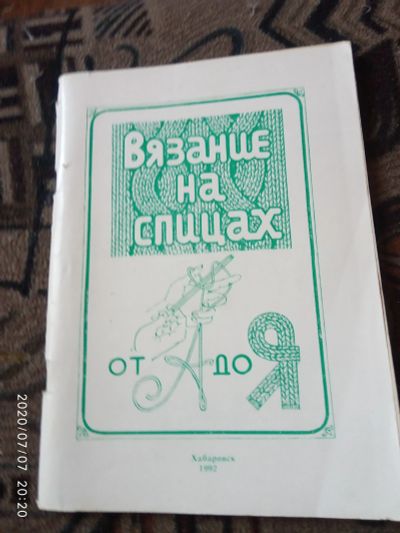 Вязание
на
спицах
от А до Я
Хабаровск
1992
2020/07/07 20:20